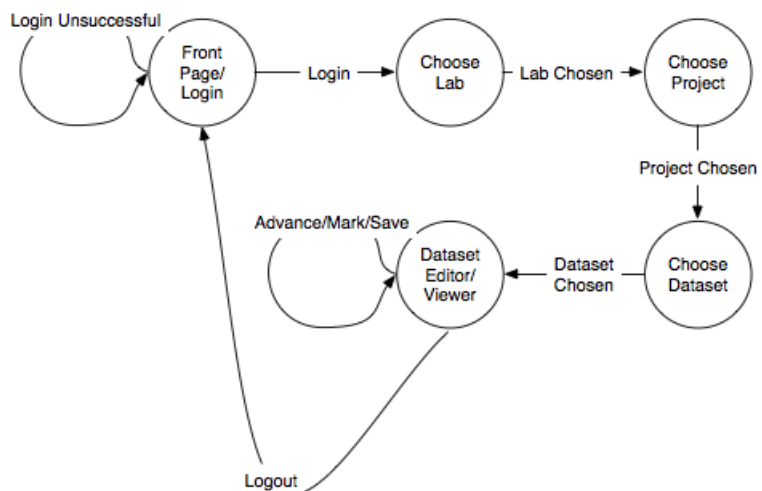 Login Unsuccessful
Front
Page/
Login
Login
Choose
Lab
Lab Chosen
Choose
Project
Project Chosen
Advance/Mark/Save
Dataset
Editor/
Viewer
Dataset
Chosen
Choose
Dataset
Logout